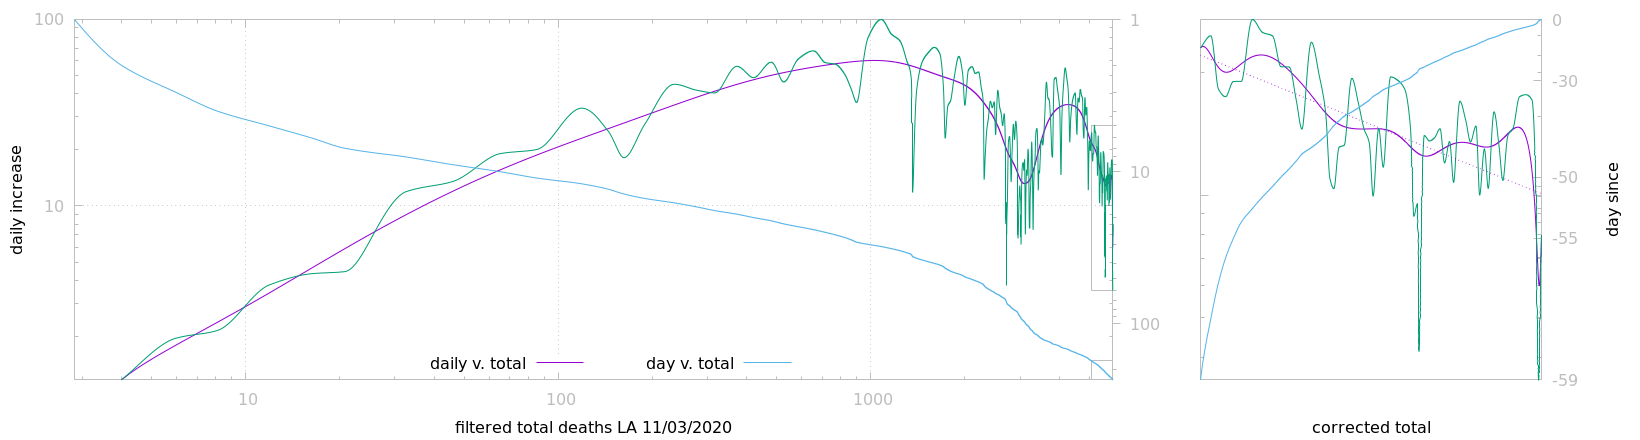 100
10
daily increase
10
100
1000
1
10
100
daily v. total
day v. total
filtered total deaths LA 11/03/2020
0
-30
-50
-55
-59
day since
corrected total